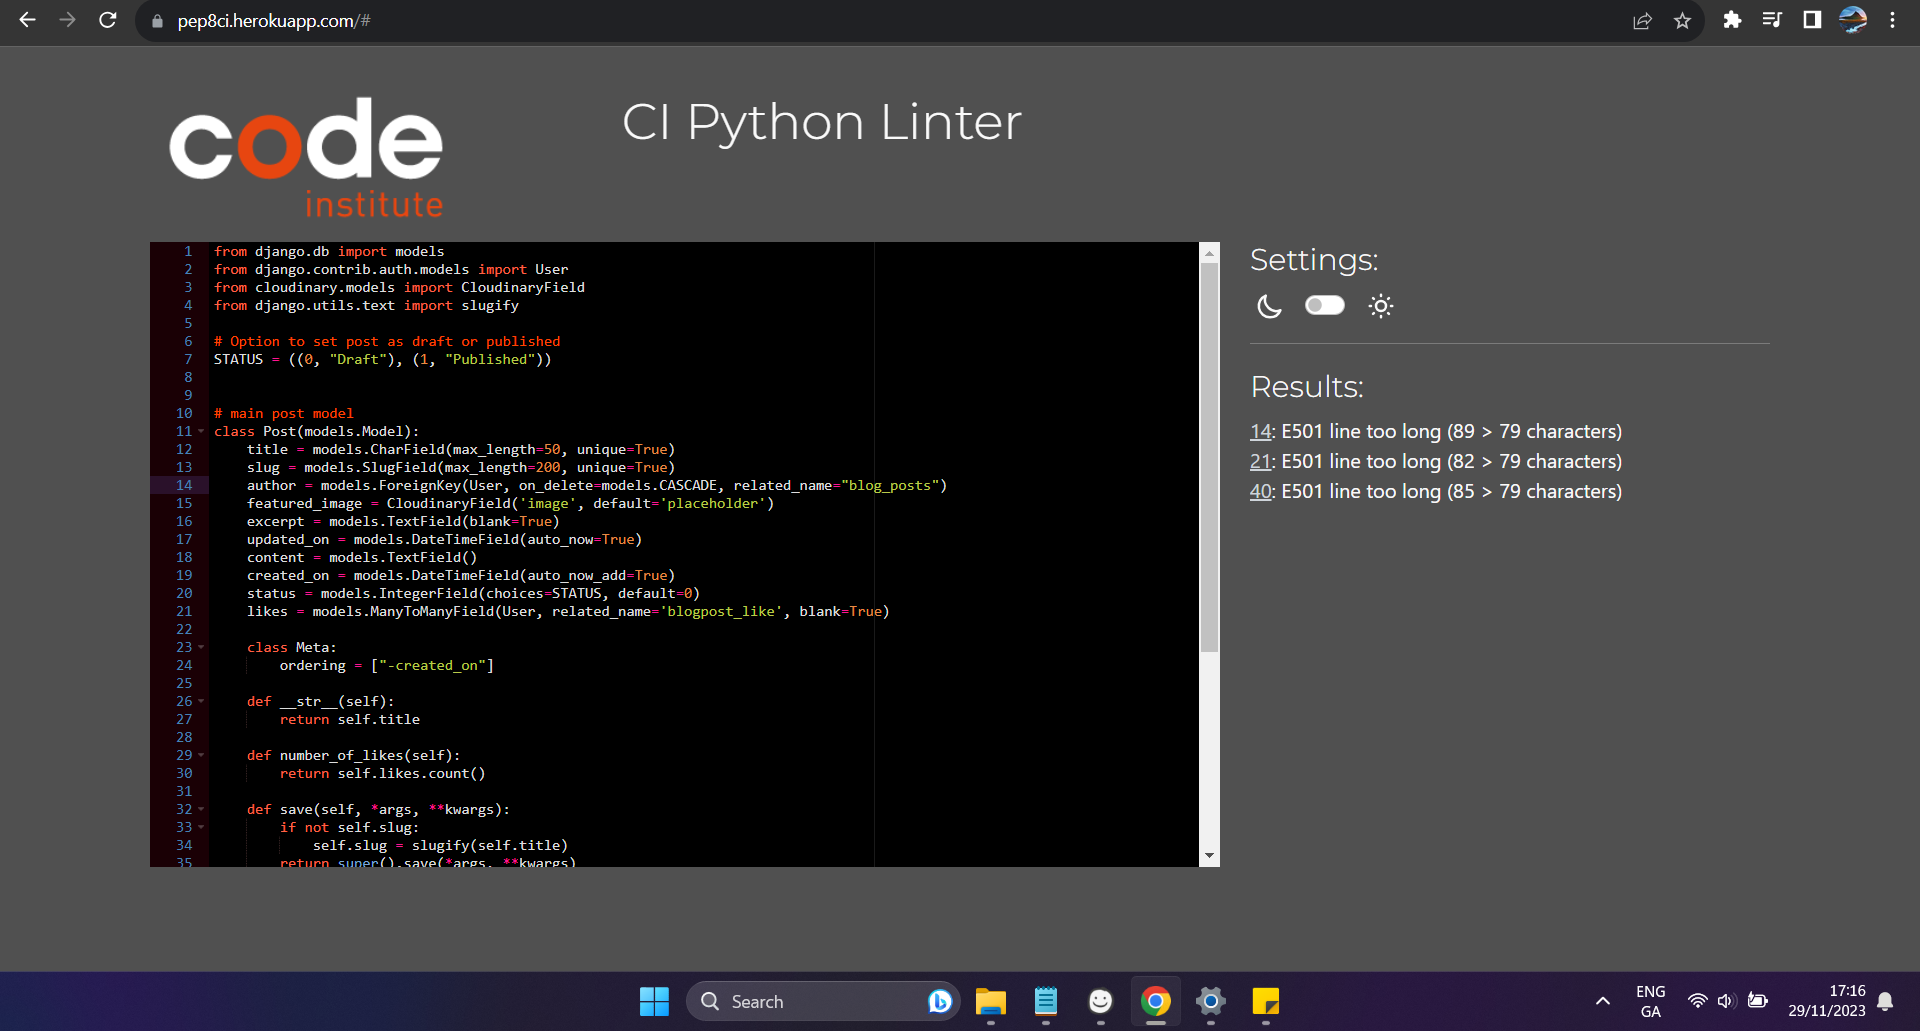 pep8ci.herokuapp.com/#
code
institute
CI Python Linter
1 from django.db import models
2 from django.contrib.auth.models import User
3 from cloudinary.models import CloudinaryField
4 from django.utils.text import slugify
5
6 # Option to set post as draft or published
7 STATUS = ((0, "Draft"), (1, "Published"))
8
9
10 # main post model
11 class Post(models.Model):
12     title = models.CharField(max_length=50, unique=True)
13     slug = models.SlugField(max_length=200, unique=True)
14     author = models.ForeignKey(User, on_delete=models.CASCADE, related_name="blog_posts")
15     featured_image = CloudinaryField('image', default='placeholder')
16     excerpt = models.TextField(blank=True)
17     updated_on = models.DateTimeField(auto_now=True)
18     content = models.TextField()
19     created_on = models.DateTimeField(auto_now_add=True)
20     status = models.IntegerField(choices=STATUS, default=0)
21     likes = models.ManyToManyField(User, related_name='blogpost_like', blank=True)
22
23     class Meta:
24         ordering = ["-created_on"]
25
26     def __str__(self):
27         return self.title
28
29     def number_of_likes(self):
30         return self.likes.count()
31
32     def save(self, *args, **kwargs):
33         if not self.slug:
34             self.slug = slugify(self.title)
35         return super().save(*args, **kwargs)
Settings:
Results:
14: E501 line too long (89 > 79 characters)
21: E501 line too long (82 > 79 characters)
40: E501 line too long (85 > 79 characters)
Search
ENG
GA
17:16
29/11/2023